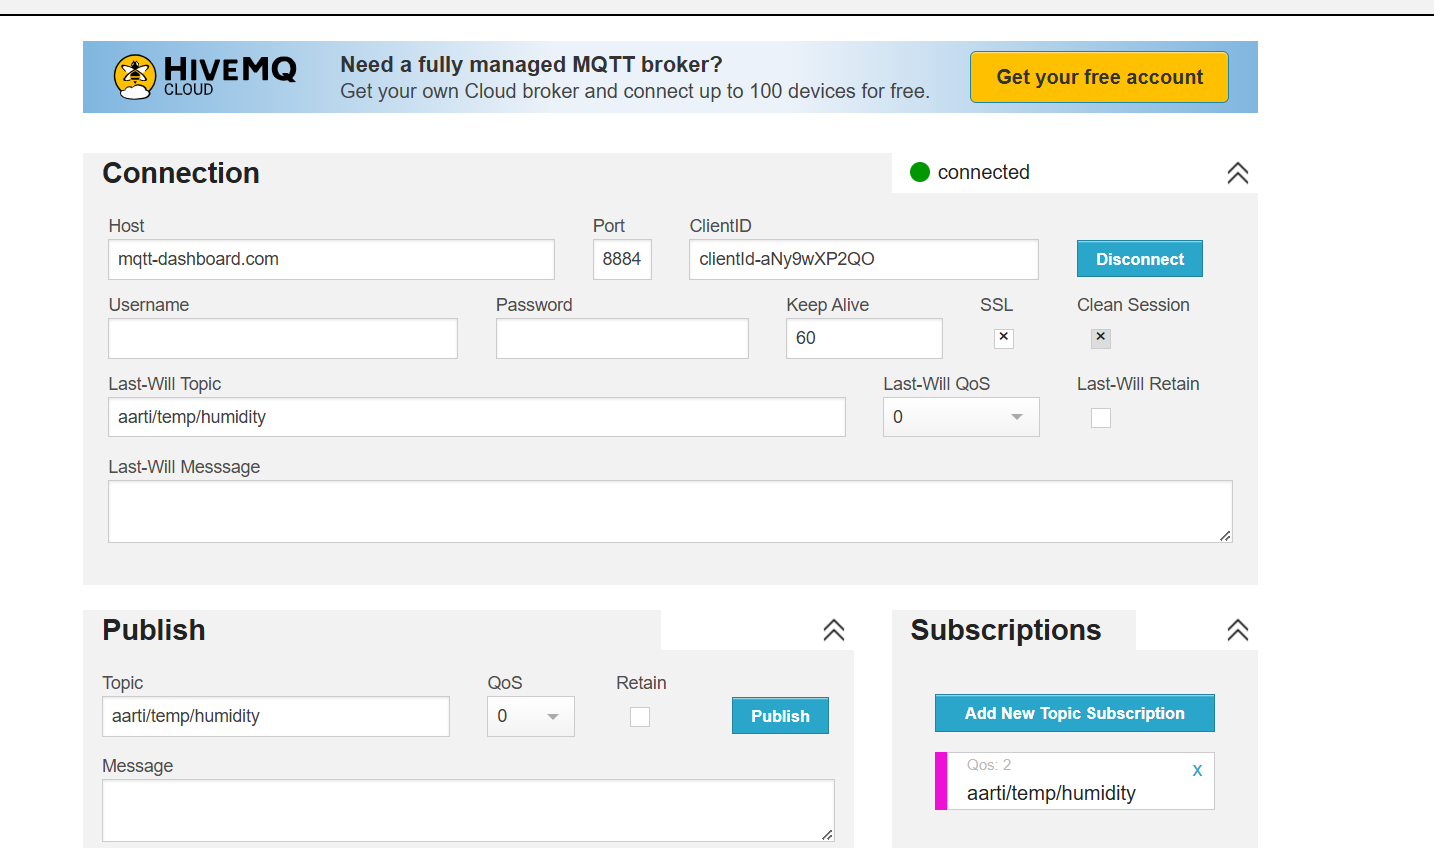 HIVEMQ
CLOUD
Need a fully managed MQTT broker?
Get your own Cloud broker and connect up to 100 devices for free.
Get your free account
Connection
connected
Host
Port
ClientID
mqtt-dashboard.com
8884
clientId-aNy9wXP2QO
Disconnect
Username
Password
Keep Alive
SSL
Clean Session
60
Last-Will Topic
Last-Will QoS
Last-Will Retain
aarti/temp/humidity
0
Last-Will Messsage
Publish
Topic
QoS
Retain
aarti/temp/humidity
0
Publish
Message
Subscriptions
Add New Topic Subscription
Qos: 2
x
aarti/temp/humidity